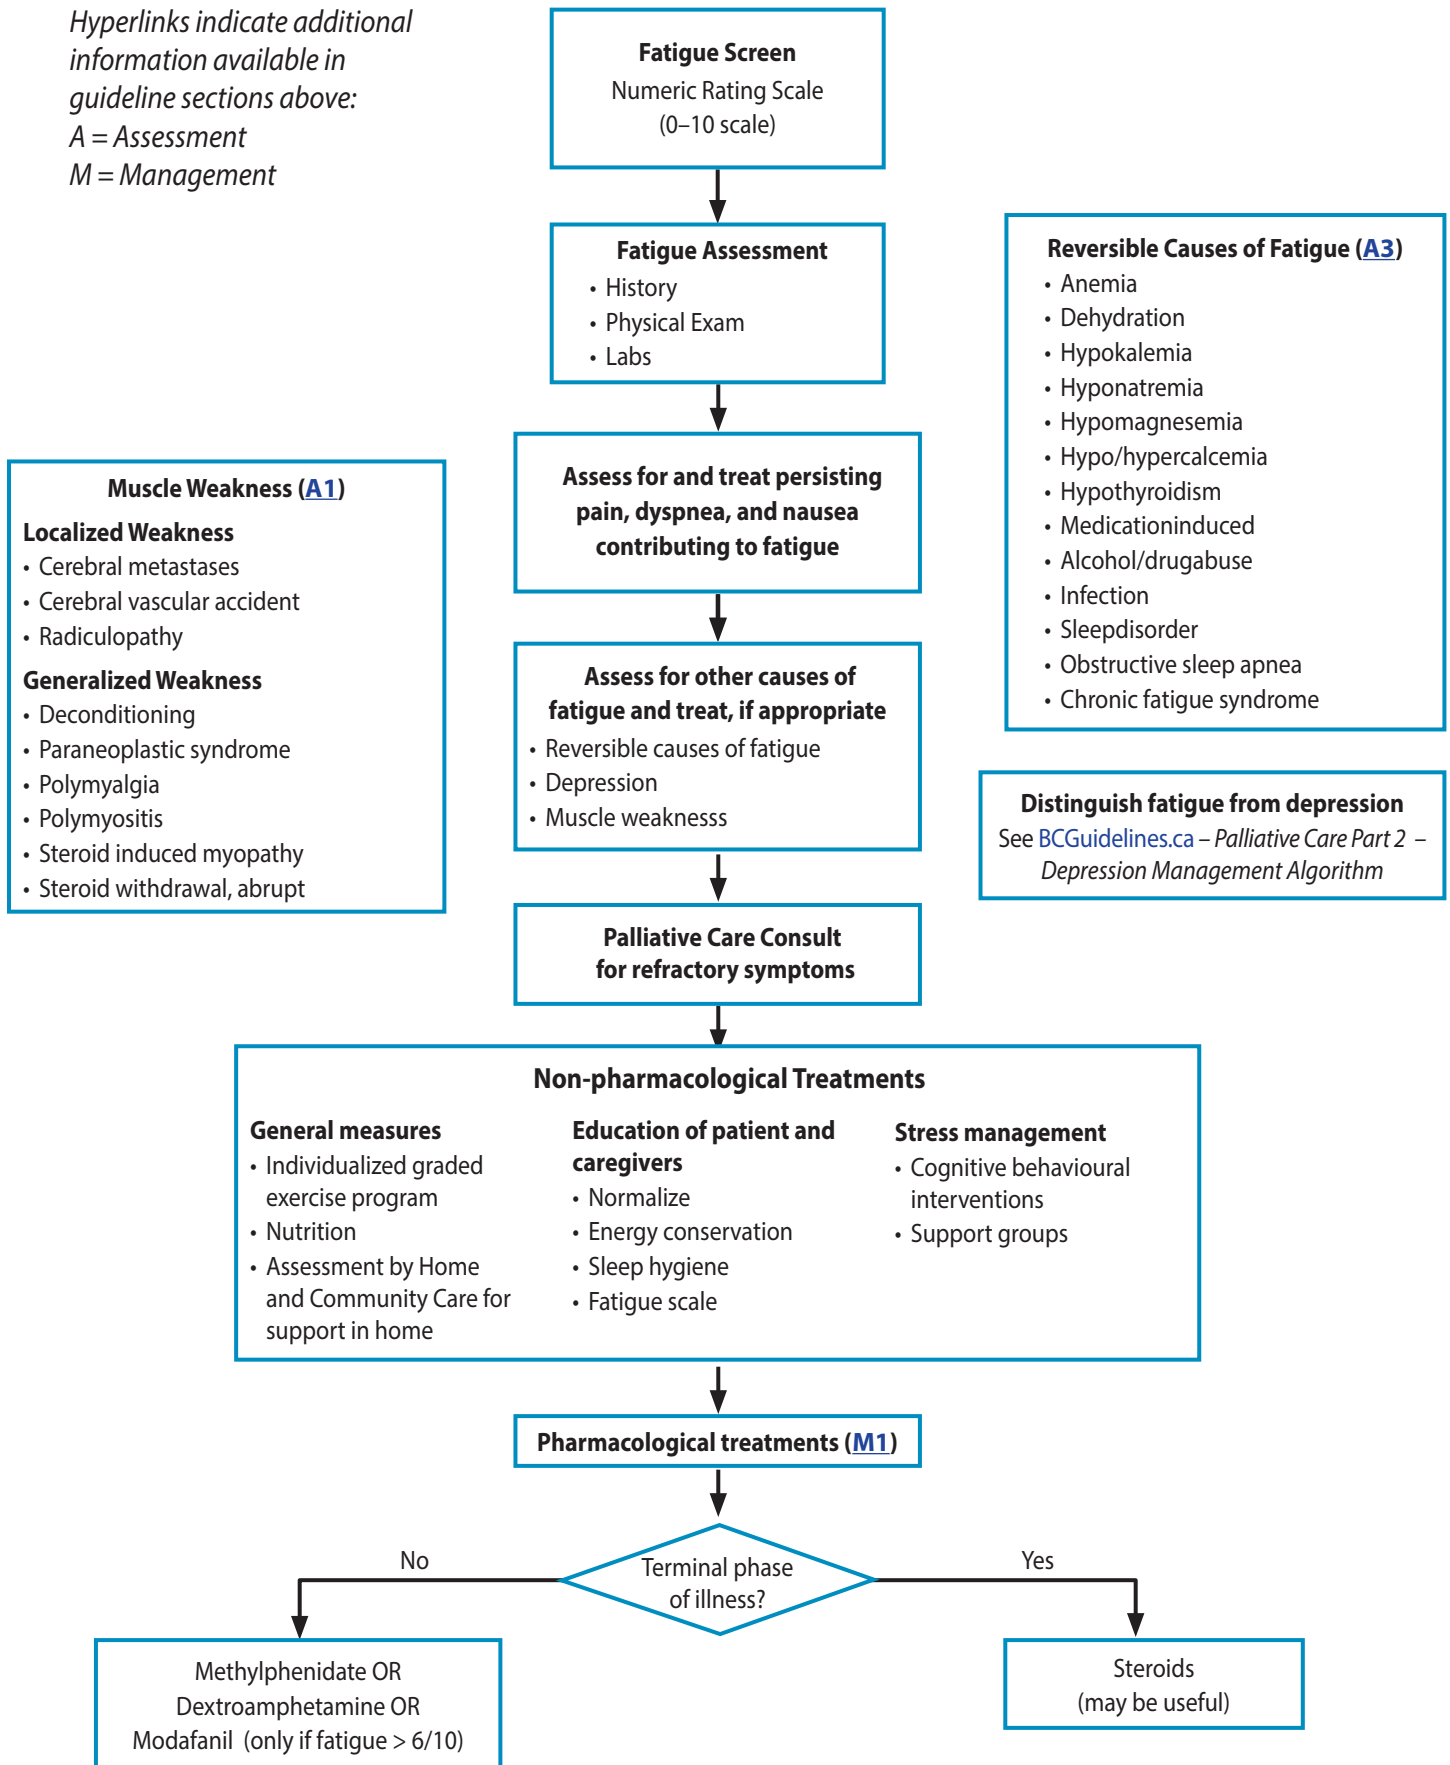 Hyperlinks indicate additional
information available in
guideline sections above:
A = Assessment
M = Management
Fatigue Screen
Numeric Rating Scale
(0–10 scale)
Fatigue Assessment
• History
• Physical Exam
• Labs
Reversible Causes of Fatigue (A3)
• Anemia
• Dehydration
• Hypokalemia
• Hyponatremia
• Hypomagnesemia
• Hypo/hypercalcemia
• Hypothyroidism
• Medicationinduced
• Alcohol/drugabuse
• Infection
• Sleepdisorder
• Obstructive sleep apnea
• Chronic fatigue syndrome
Assess for and treat persisting
pain, dyspnea, and nausea
contributing to fatigue
Muscle Weakness (A1)
Localized Weakness
• Cerebral metastases
• Cerebral vascular accident
• Radiculopathy
Generalized Weakness
• Deconditioning
• Paraneoplastic syndrome
• Polymyalgia
• Polymyositis
• Steroid induced myopathy
• Steroid withdrawal, abrupt
Assess for other causes of
fatigue and treat, if appropriate
• Reversible causes of fatigue
• Depression
• Muscle weaknesss
Distinguish fatigue from depression
See BCGuidelines.ca – Palliative Care Part 2 –
Depression Management Algorithm
Palliative Care Consult
for refractory symptoms
Non-pharmacological Treatments
General measures
• Individualized graded
exercise program
• Nutrition
• Assessment by Home
and Community Care for
support in home
Education of patient and
caregivers
• Normalize
• Energy conservation
• Sleep hygiene
• Fatigue scale
Stress management
• Cognitive behavioural
interventions
• Support groups
Pharmacological treatments (M1)
Terminal phase
of illness?
No
Yes
Methylphenidate OR
Dextroamphetamine OR
Modafanil (only if fatigue > 6/10)
Steroids
(may be useful)